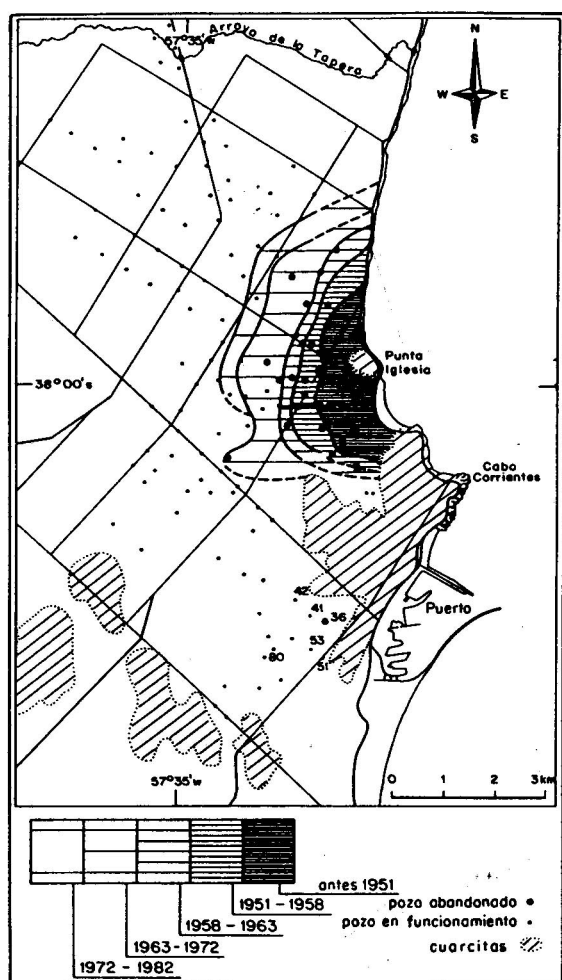 Arroyo de la Tapera
57°35'w
N
W E
S
Punta
Iglesia
38°00's
Cabo
Corrientes
42
41
36
Puerto
53
80
51
57°35'w
0 1 2 3km
antes 1951
1951-1958
1958-1963
1963-1972
1972-1982
pozo abandonado
pozo en funcionamiento
cuarcitas